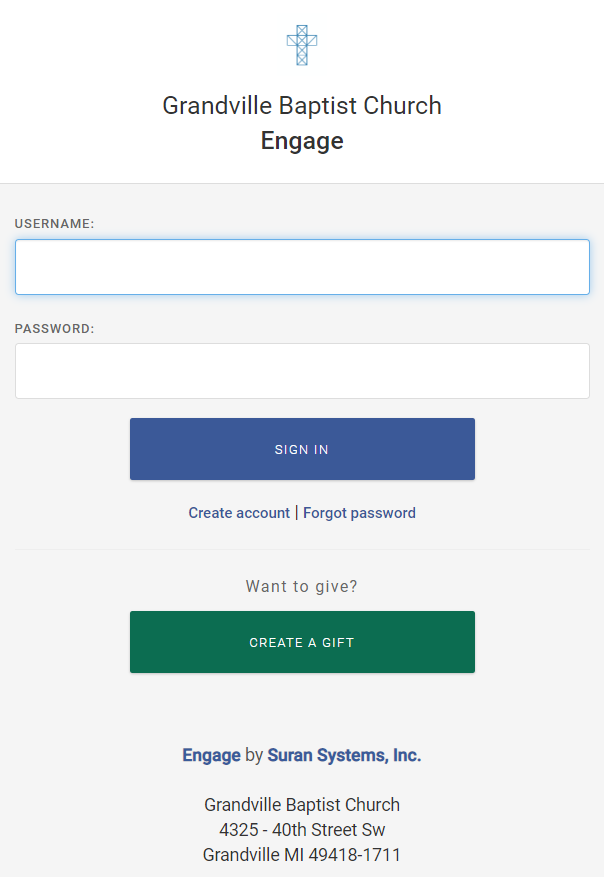 Grandville Baptist Church
Engage
USERNAME:
PASSWORD:
SIGN IN
Create account | Forgot password
Want to give?
CREATE A GIFT
Engage by Suran Systems, Inc.
Grandville Baptist Church
4325 - 40th Street Sw
Grandville MI 49418-1711